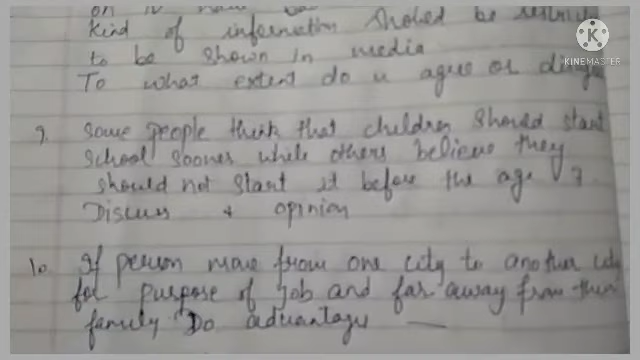 kind of information should be
to be shown in media
To what extent do u agree or
KINEMASTER
9. Some people think that children should start
school sooner while others believe they
should not start it before the age 7
Discuss & opinion
10. If person move from one city to another city
for purpose of job and far away from their
family Do advantages —